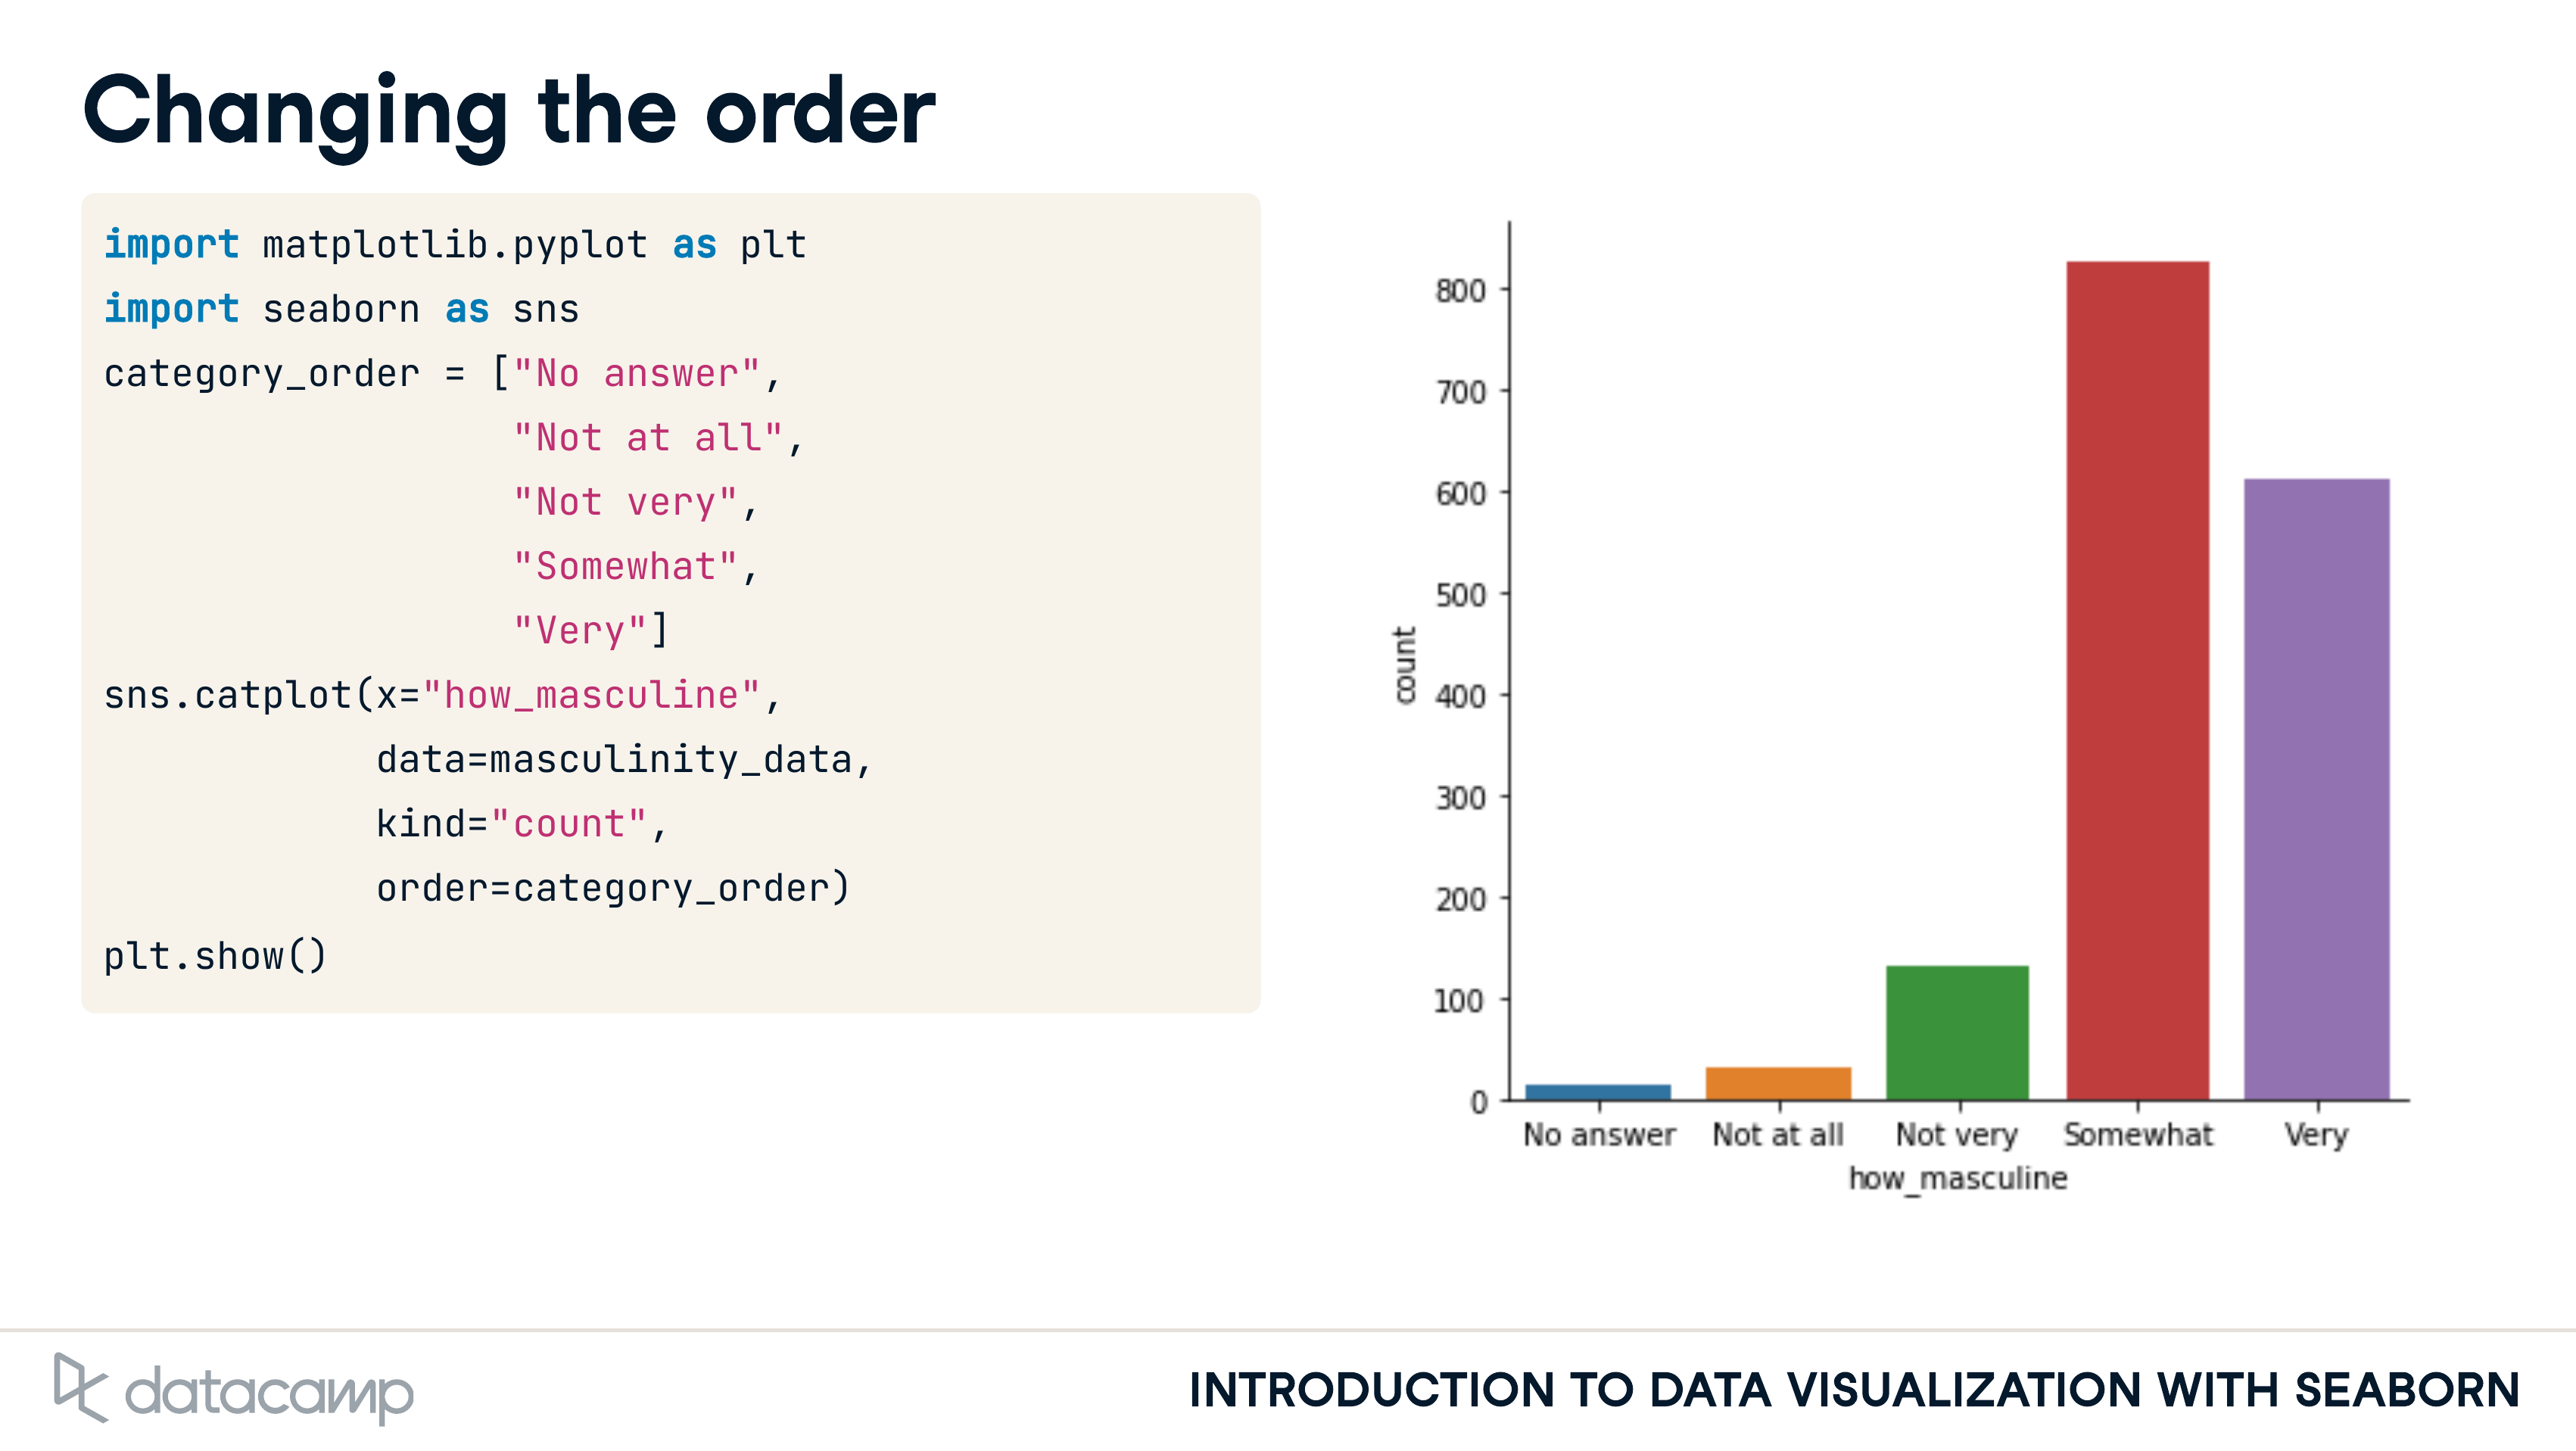 Changing the order
import matplotlib.pyplot as plt
import seaborn as sns
category_order = ["No answer",
                  "Not at all",
                  "Not very",
                  "Somewhat",
                  "Very"]
sns.catplot(x="how_masculine",
            data=masculinity_data,
            kind="count",
            order=category_order)
plt.show()
800
700
600
500
400
300
200
100
0
count
No answer Not at all Not very Somewhat Very
how_masculine
datacamp
INTRODUCTION TO DATA VISUALIZATION WITH SEABORN